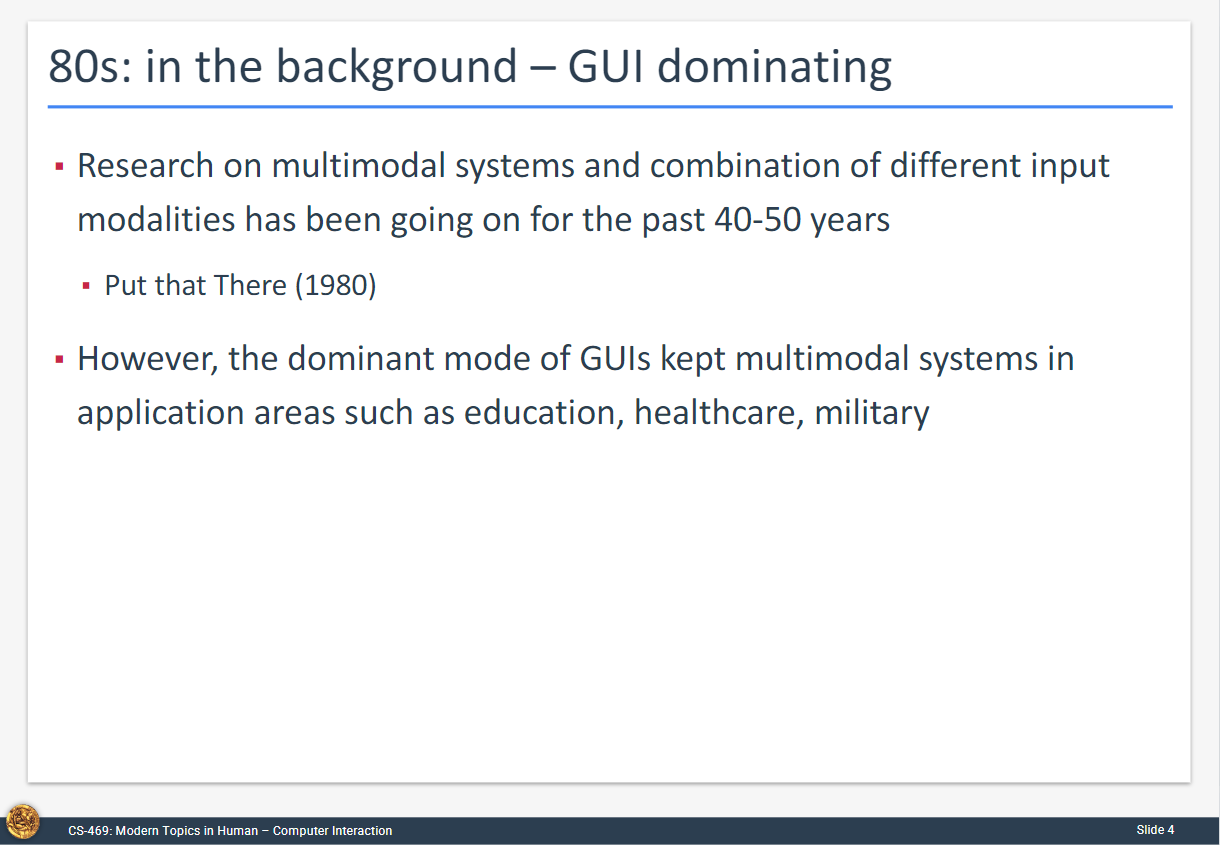 80s: in the background – GUI dominating
▪ Research on multimodal systems and combination of different input
modalities has been going on for the past 40-50 years
▪ Put that There (1980)
▪ However, the dominant mode of GUIs kept multimodal systems in
application areas such as education, healthcare, military
CS-469: Modern Topics in Human – Computer Interaction
Slide 4